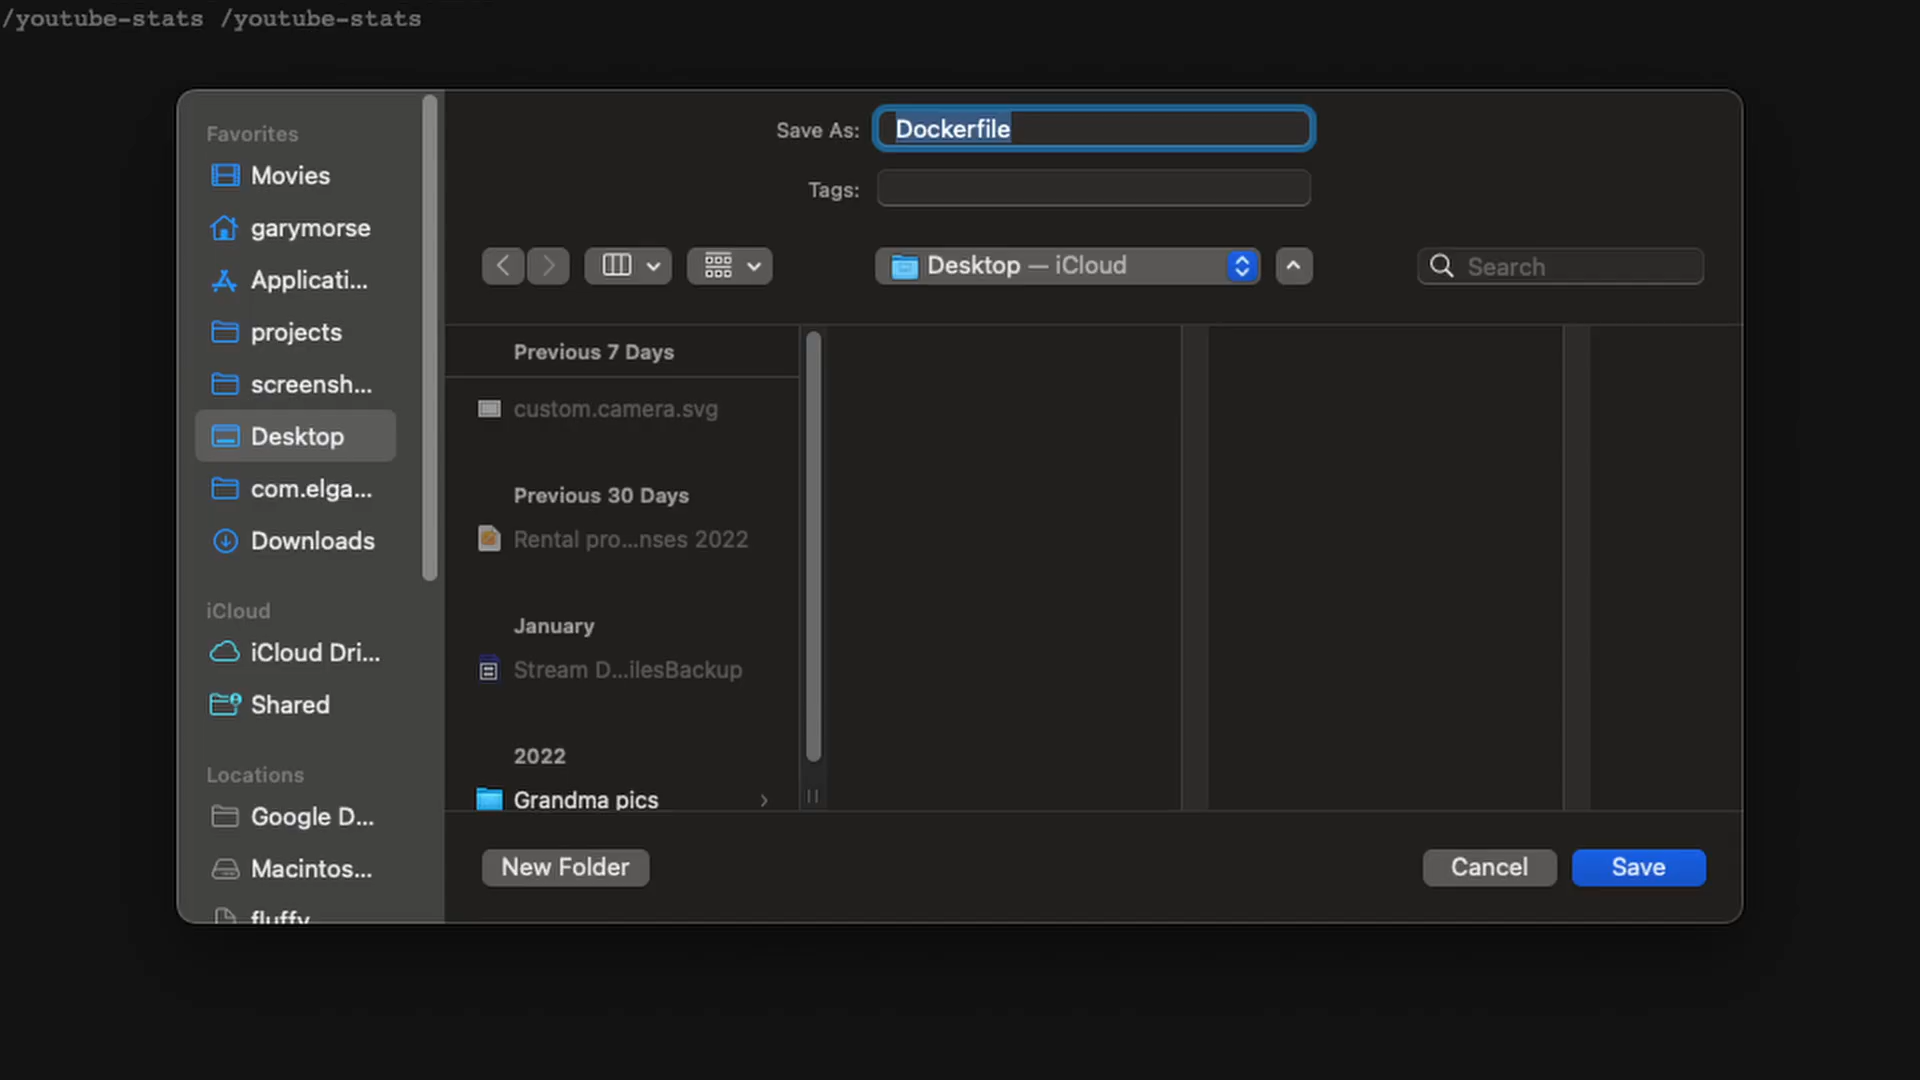 /youtube-stats /youtube-stats
Save As: Dockerfile
Tags:
Desktop — iCloud
Search
Favorites
Movies
garymorse
Applicati...
projects
screensh...
Desktop
com.elga...
Downloads
iCloud
iCloud Dri...
Shared
Locations
Google D...
Macintos...
fluffy
Previous 7 Days
custom.camera.svg
Previous 30 Days
Rental pro...nses 2022
January
Stream D...ilesBackup
2022
Grandma pics
New Folder
Cancel
Save